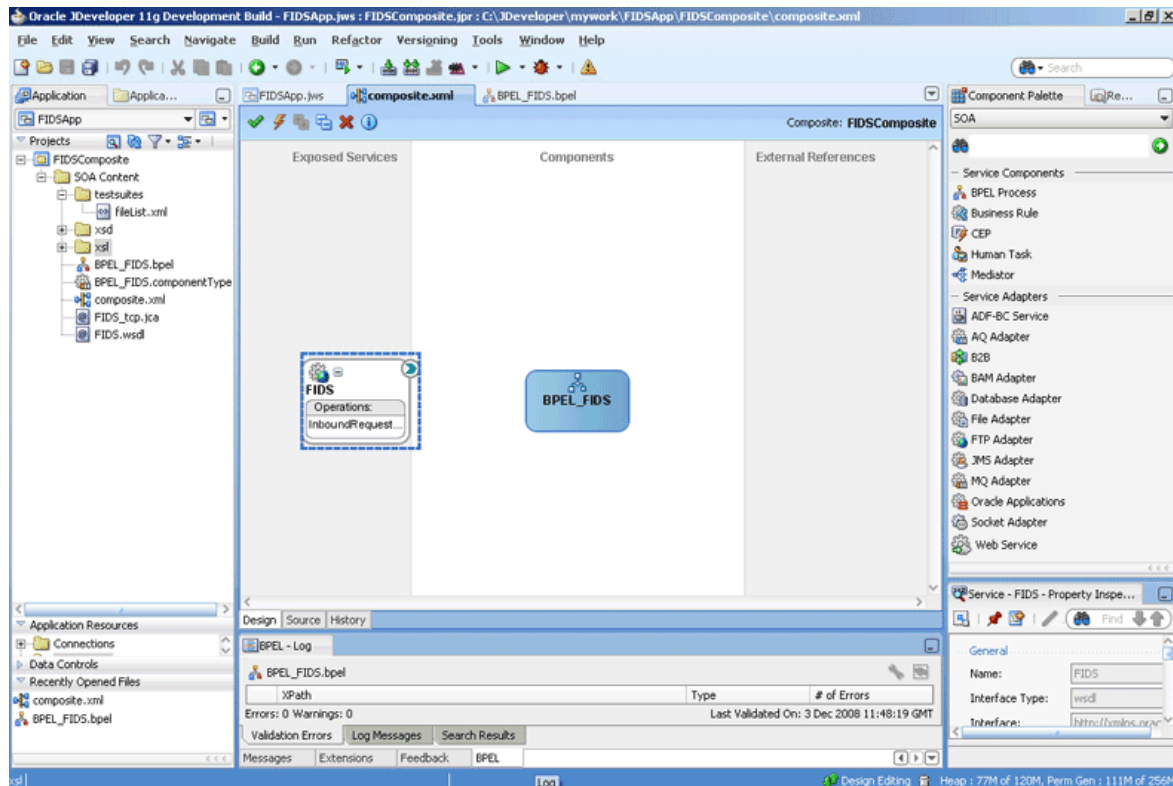 Oracle JDeveloper 11g Development Build - FIDSApp.jws : FIDSComposite.jpr : C:\JDeveloper\mywork\FIDSApp\FIDSComposite\composite.xml
File Edit View Search Navigate Build Run Refactor Versioning Tools Window Help
Search
Application Applica...
FIDSApp
Projects
FIDSComposite
SOA Content
testsuites
fileList.xml
xsd
xsl
BPEL_FIDS.bpel
BPEL_FIDS.componentType
composite.xml
FIDS_tcp.jca
FIDS.wsdl
Application Resources
Connections
Data Controls
Recently Opened Files
composite.xml
BPEL_FIDS.bpel
FIDSApp.jws composite.xml BPEL_FIDS.bpel
Composite: FIDSComposite
Exposed Services Components External References
FIDS
Operations:
InboundRequest...
BPEL_FIDS
Design Source History
BPEL - Log
BPEL_FIDS.bpel
XPath Type # of Errors
Errors: 0 Warnings: 0 Last Validated On: 3 Dec 2008 11:48:19 GMT
Validation Errors Log Messages Search Results
Messages Extensions Feedback BPEL
Component Palette Re...
SOA
Service Components
BPEL Process
Business Rule
CEP
Human Task
Mediator
Service Adapters
ADF-BC Service
AQ Adapter
B2B
BAM Adapter
Database Adapter
File Adapter
FTP Adapter
JMS Adapter
MQ Adapter
Oracle Applications
Socket Adapter
Web Service
Service - FIDS - Property Inspe...
Find
General
Name: FIDS
Interface Type: wsdl
Interface: http://xmlns.orac
xsl Log Design Editing Heap : 77M of 120M, Perm Gen : 111M of 256M